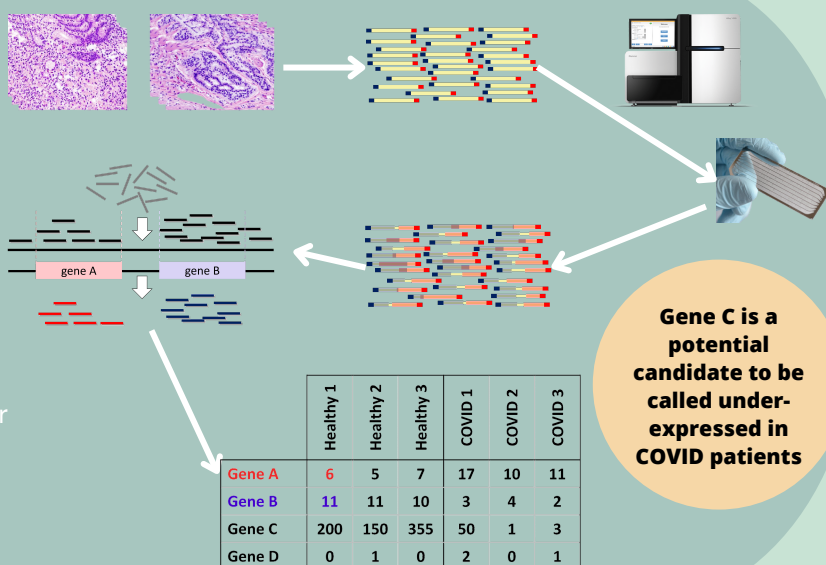 gene A gene B
r
Gene C is a
potential
candidate to be
called under-
expressed in
COVID patients
Healthy 1 Healthy 2 Healthy 3 COVID 1 COVID 2 COVID 3
Gene A 6 5 7 17 10 11
Gene B 11 11 10 3 4 2
Gene C 200 150 355 50 1 3
Gene D 0 1 0 2 0 1